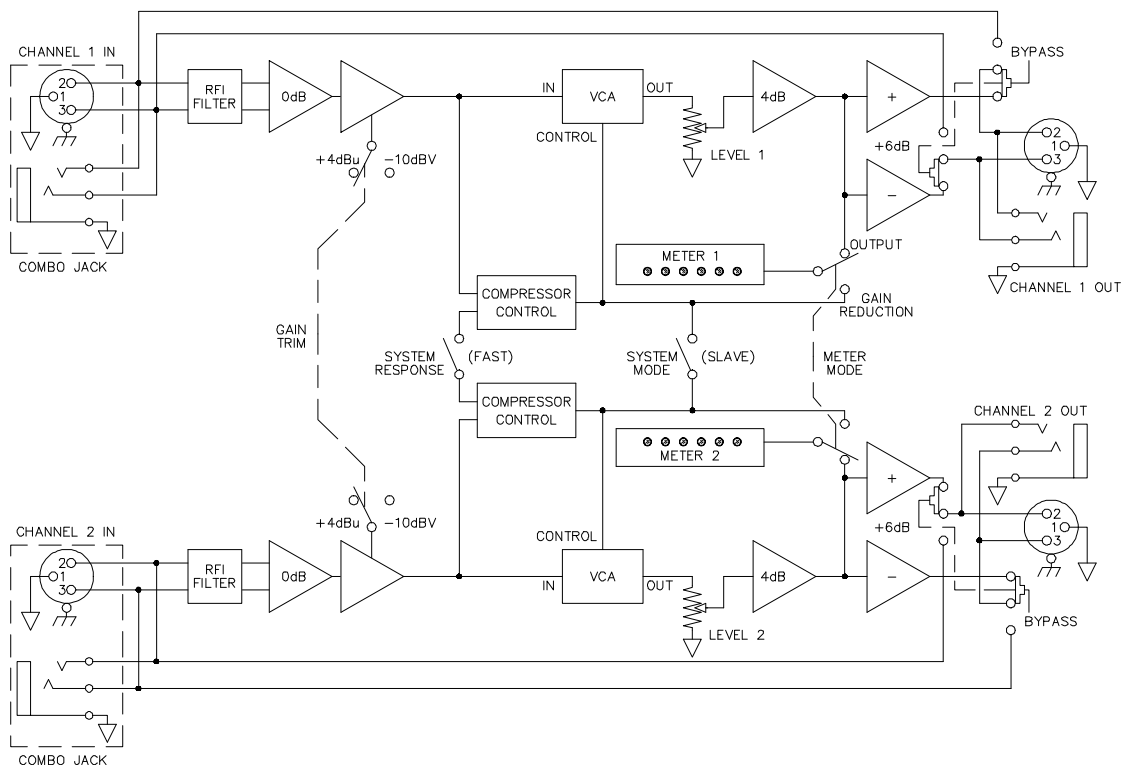 CHANNEL 1 IN
2
1
3
COMBO JACK
RFI
FILTER
0dB
+4dBu
-10dBV
IN
VCA
OUT
CONTROL
LEVEL 1
4dB
+
+6dB
-
BYPASS
2
1
3
CHANNEL 1 OUT
METER 1
OUTPUT
GAIN
REDUCTION
COMPRESSOR
CONTROL
GAIN
TRIM
SYSTEM
RESPONSE
(FAST)
SYSTEM
MODE
(SLAVE)
METER
MODE
COMPRESSOR
CONTROL
METER 2
CHANNEL 2 OUT
+4dBu
-10dBV
CHANNEL 2 IN
2
1
3
COMBO JACK
RFI
FILTER
0dB
CONTROL
IN
VCA
OUT
LEVEL 2
4dB
+
+6dB
-
2
1
3
BYPASS